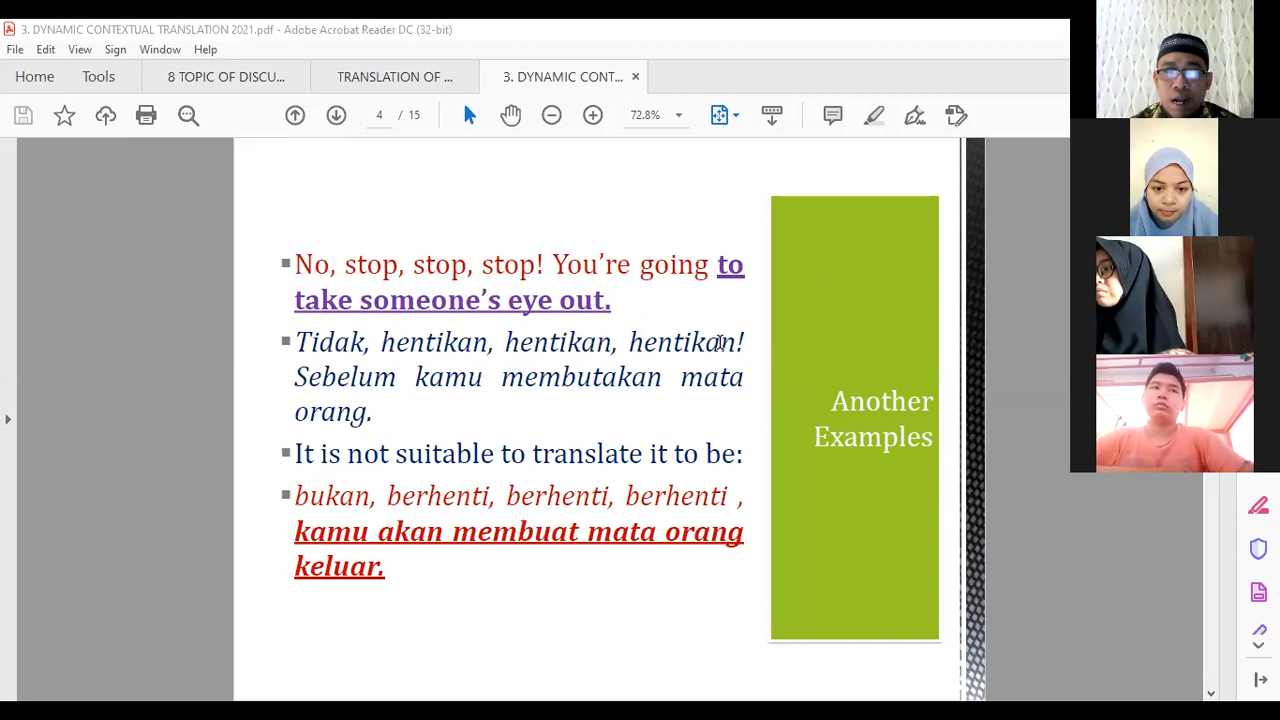 3. DYNAMIC CONTEXTUAL TRANSLATION 2021.pdf - Adobe Acrobat Reader DC (32-bit)
File Edit View Sign Window Help
Home Tools 8 TOPIC OF DISCU... TRANSLATION OF ... 3. DYNAMIC CONT... ×
4 / 15 72.8%
No, stop, stop, stop! You’re going to
take someone’s eye out.
Tidak, hentikan, hentikan, hentikan!
Sebelum kamu membutakan mata
orang.
It is not suitable to translate it to be:
bukan, berhenti, berhenti, berhenti ,
kamu akan membuat mata orang
keluar.
Another
Examples